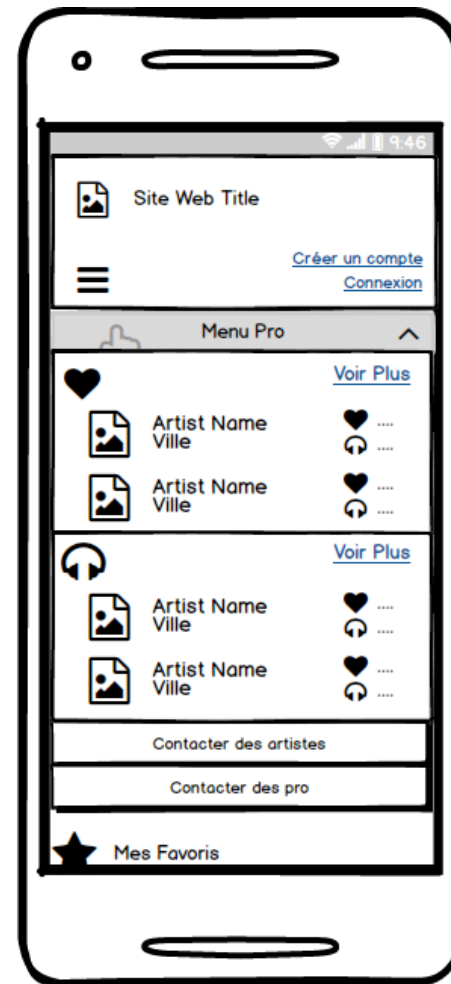 9:46
Site Web Title
Créer un compte
Connexion
Menu Pro
Voir Plus
Artist Name
Ville
....
....
Artist Name
Ville
....
....
Voir Plus
Artist Name
Ville
....
....
Artist Name
Ville
....
....
Contacter des artistes
Contacter des pro
Mes Favoris